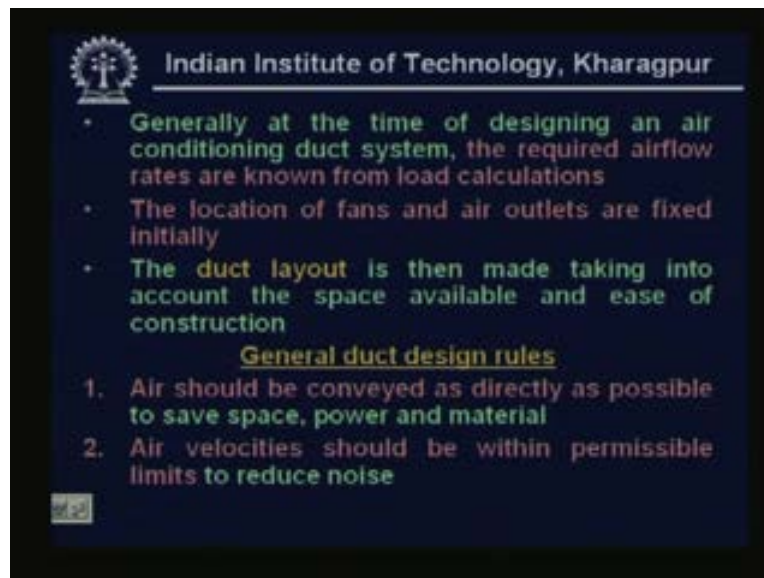 Indian Institute of Technology, Kharagpur
• Generally at the time of designing an air
conditioning duct system, the required airflow
rates are known from load calculations
• The location of fans and air outlets are fixed
initially
• The duct layout is then made taking into
account the space available and ease of
construction
General duct design rules
1. Air should be conveyed as directly as possible
to save space, power and material
2. Air velocities should be within permissible
limits to reduce noise